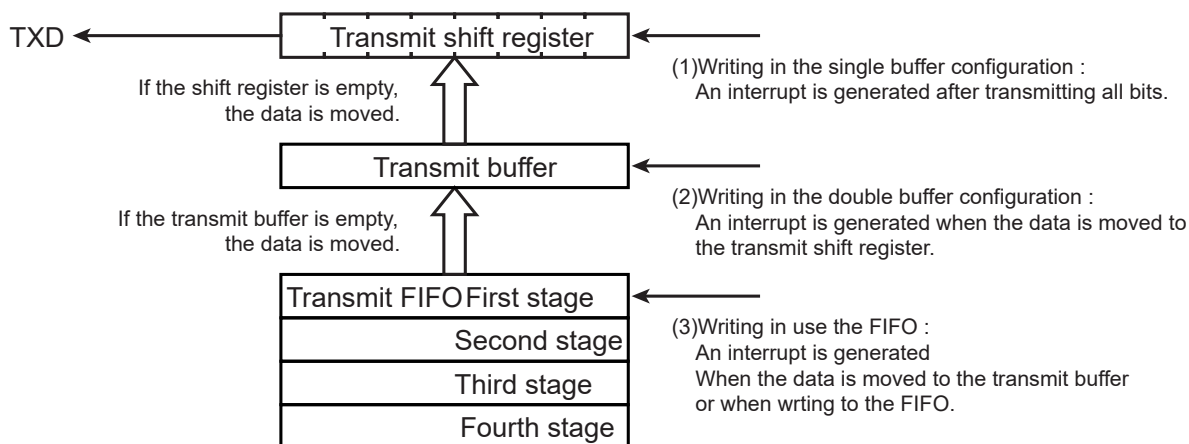 TXD
Transmit shift register
(1)Writing in the single buffer configuration :
An interrupt is generated after transmitting all bits.
If the shift register is empty,
the data is moved.
Transmit buffer
(2)Writing in the double buffer configuration :
An interrupt is generated when the data is moved to
the transmit shift register.
If the transmit buffer is empty,
the data is moved.
Transmit FIFO First stage
Second stage
Third stage
Fourth stage
(3)Writing in use the FIFO :
An interrupt is generated
When the data is moved to the transmit buffer
or when wrting to the FIFO.